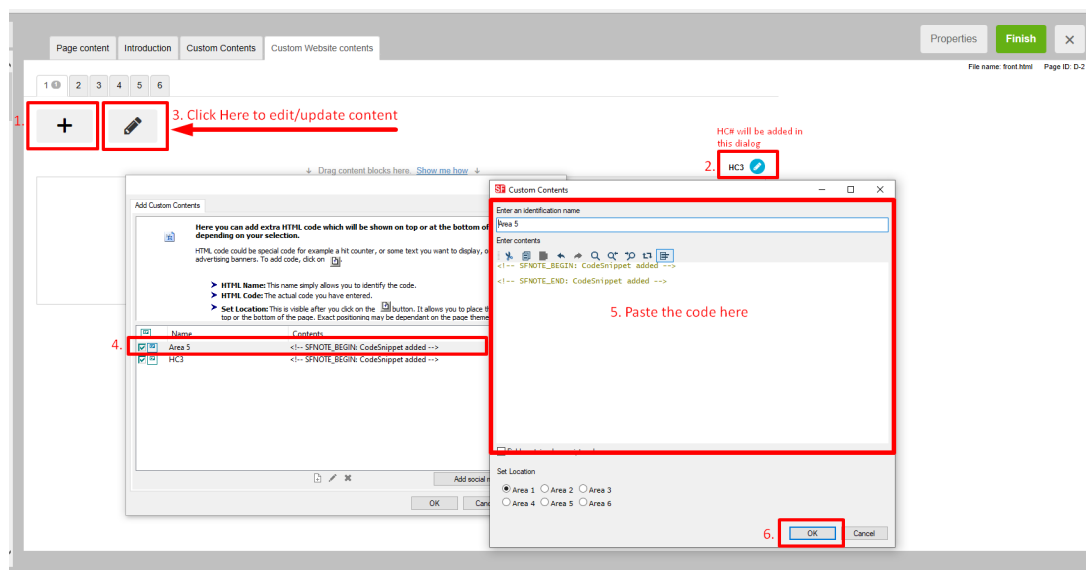 Properties Finish
Page content Introduction Custom Contents Custom Website contents
File name: front.html Page ID: D-2
1 2 3 4 5 6
1.
3. Click Here to edit/update content
HC# will be added in
this dialog
2. HC3
Drag content blocks here. Show me how
Add Custom Contents
Here you can add extra HTML code which will be shown on top or at the bottom of
depending on your selection.
HTML code could be special code for example a hit counter, or some text you want to display, o
advertising banners. To add code, click on
HTML Name: This name simply allows you to identify the code.
HTML Code: The actual code you have entered.
Set Location: This is visible after you click on the button. It allows you to place t
top or the bottom of the page. Exact positioning may be dependant on the page theme
Name Contents
4.
Area 5 <!-- SFNOTE_BEGIN: CodeSnippet added -->
HC3 <!-- SFNOTE_BEGIN: CodeSnippet added -->
Add social
OK Can
SF Custom Contents
Enter an identification name
Area 5
Enter contents
<!-- SFNOTE_BEGIN: CodeSnippet added -->
<!-- SFNOTE_END: CodeSnippet added -->
5. Paste the code here
Set Location
Area 1 Area 2 Area 3
Area 4 Area 5 Area 6
6. OK Cancel